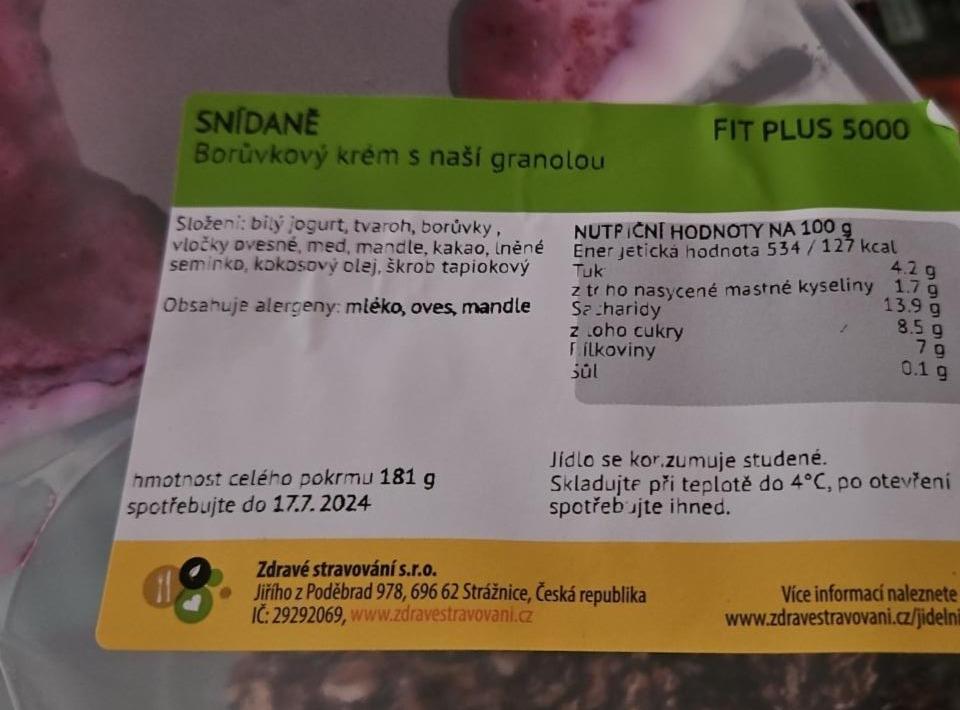 SNÍDANĚ
Borůvkový krém s naší granolou
FIT PLUS 5000
Složení: bílý jogurt, tvaroh, borůvky,
vločky ovesné, med, mandle, kakao, lněné
semínko, kokosový olej, škrob tapiokový
Obsahuje alergeny: mléko, oves, mandle
NUTRIČNÍ HODNOTY NA 100 g
Energetická hodnota 534 / 127 kcal
Tuk 4.2 g
z toho nasycené mastné kyseliny 1.7 g
Sacharidy 13.9 g
z toho cukry 8.5 g
Bílkoviny 7 g
Sůl 0.1 g
hmotnost celého pokrmu 181 g
spotřebujte do 17.7. 2024
Jídlo se konzumuje studené.
Skladujte při teplotě do 4°C, po otevření
spotřebujte ihned.
Zdravé stravování s.r.o.
Jiřího z Poděbrad 978, 696 62 Strážnice, Česká republika
IČ: 29292069, www.zdravestravovani.cz
Více informací naleznete
www.zdravestravovani.cz/jidelni